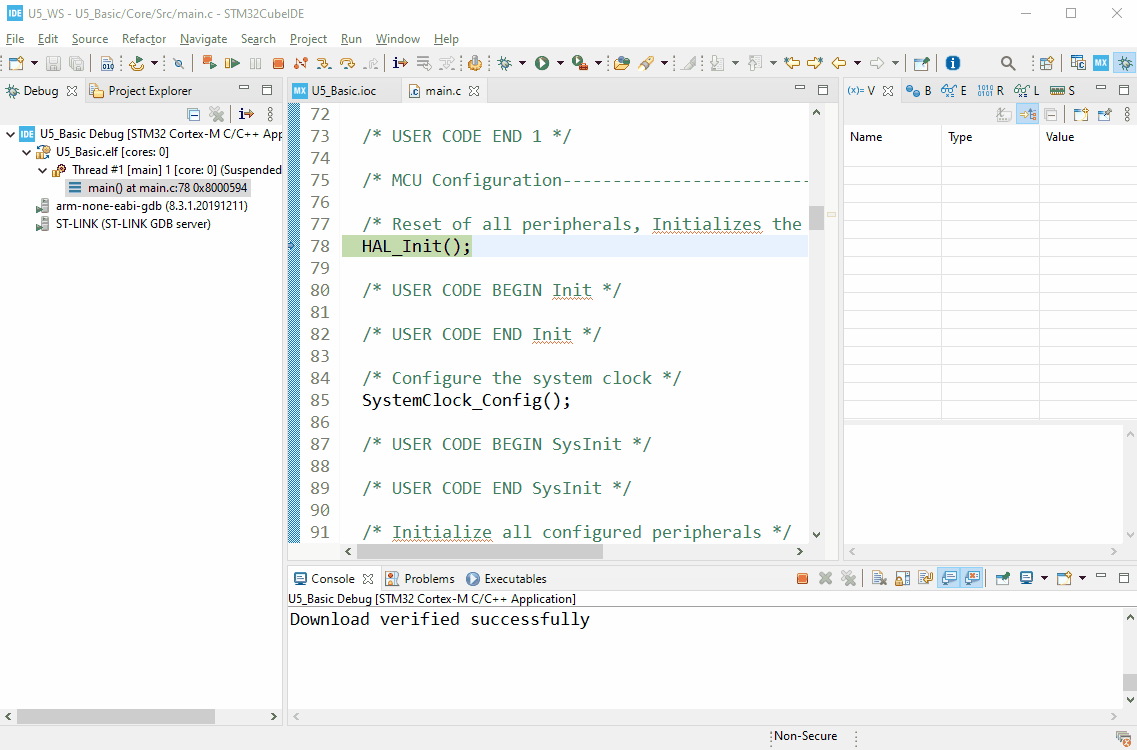 IDE U5_WS - U5_Basic/Core/Src/main.c - STM32CubeIDE
File Edit Source Refactor Navigate Search Project Run Window Help
010 MX
Debug Project Explorer
IDE U5_Basic Debug [STM32 Cortex-M C/C++ App
U5_Basic.elf [cores: 0]
Thread #1 [main] 1 [core: 0] (Suspended
main() at main.c:78 0x8000594
arm-none-eabi-gdb (8.3.1.20191211)
ST-LINK (ST-LINK GDB server)
MX U5_Basic.ioc main.c
72
73 /* USER CODE END 1 */
74
75 /* MCU Configuration-------------------------
76
77 /* Reset of all peripherals, Initializes the
78 HAL_Init();
79
80 /* USER CODE BEGIN Init */
81
82 /* USER CODE END Init */
83
84 /* Configure the system clock */
85 SystemClock_Config();
86
87 /* USER CODE BEGIN SysInit */
88
89 /* USER CODE END SysInit */
90
91 /* Initialize all configured peripherals */
(x)= V B E 1010 0101 R L S
Name Type Value
Console Problems Executables
U5_Basic Debug [STM32 Cortex-M C/C++ Application]
Download verified successfully
Non-Secure